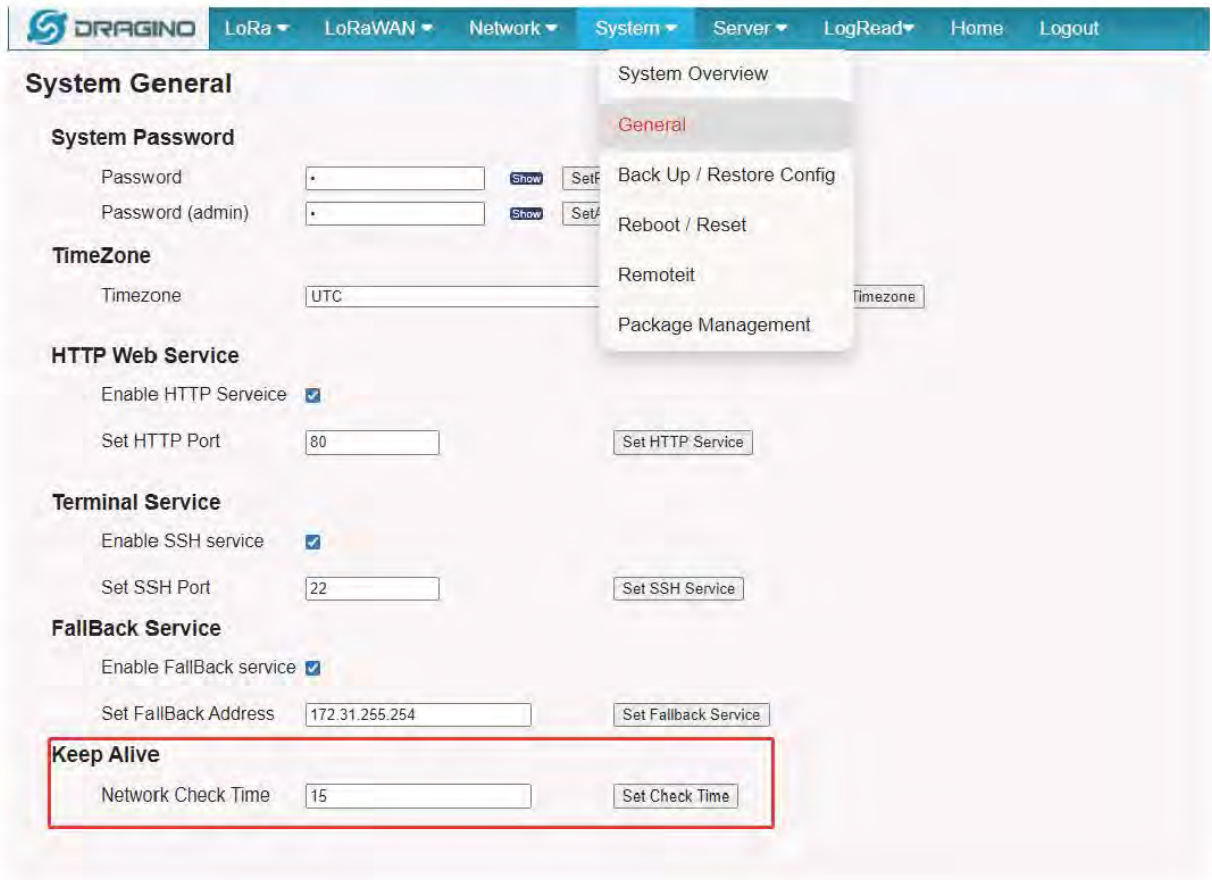 DRAGINO LoRa LoRaWAN Network System Server LogRead Home Logout
System Overview
General
Back Up / Restore Config
Reboot / Reset
Remoteit
Package Management
System General
System Password
Password Show
Password (admin) Show
TimeZone
Timezone UTC Timezone
HTTP Web Service
Enable HTTP Serveice
Set HTTP Port 80 Set HTTP Service
Terminal Service
Enable SSH service
Set SSH Port 22 Set SSH Service
FallBack Service
Enable FallBack service
Set FallBack Address 172.31.255.254 Set Fallback Service
Keep Alive
Network Check Time 15 Set Check Time